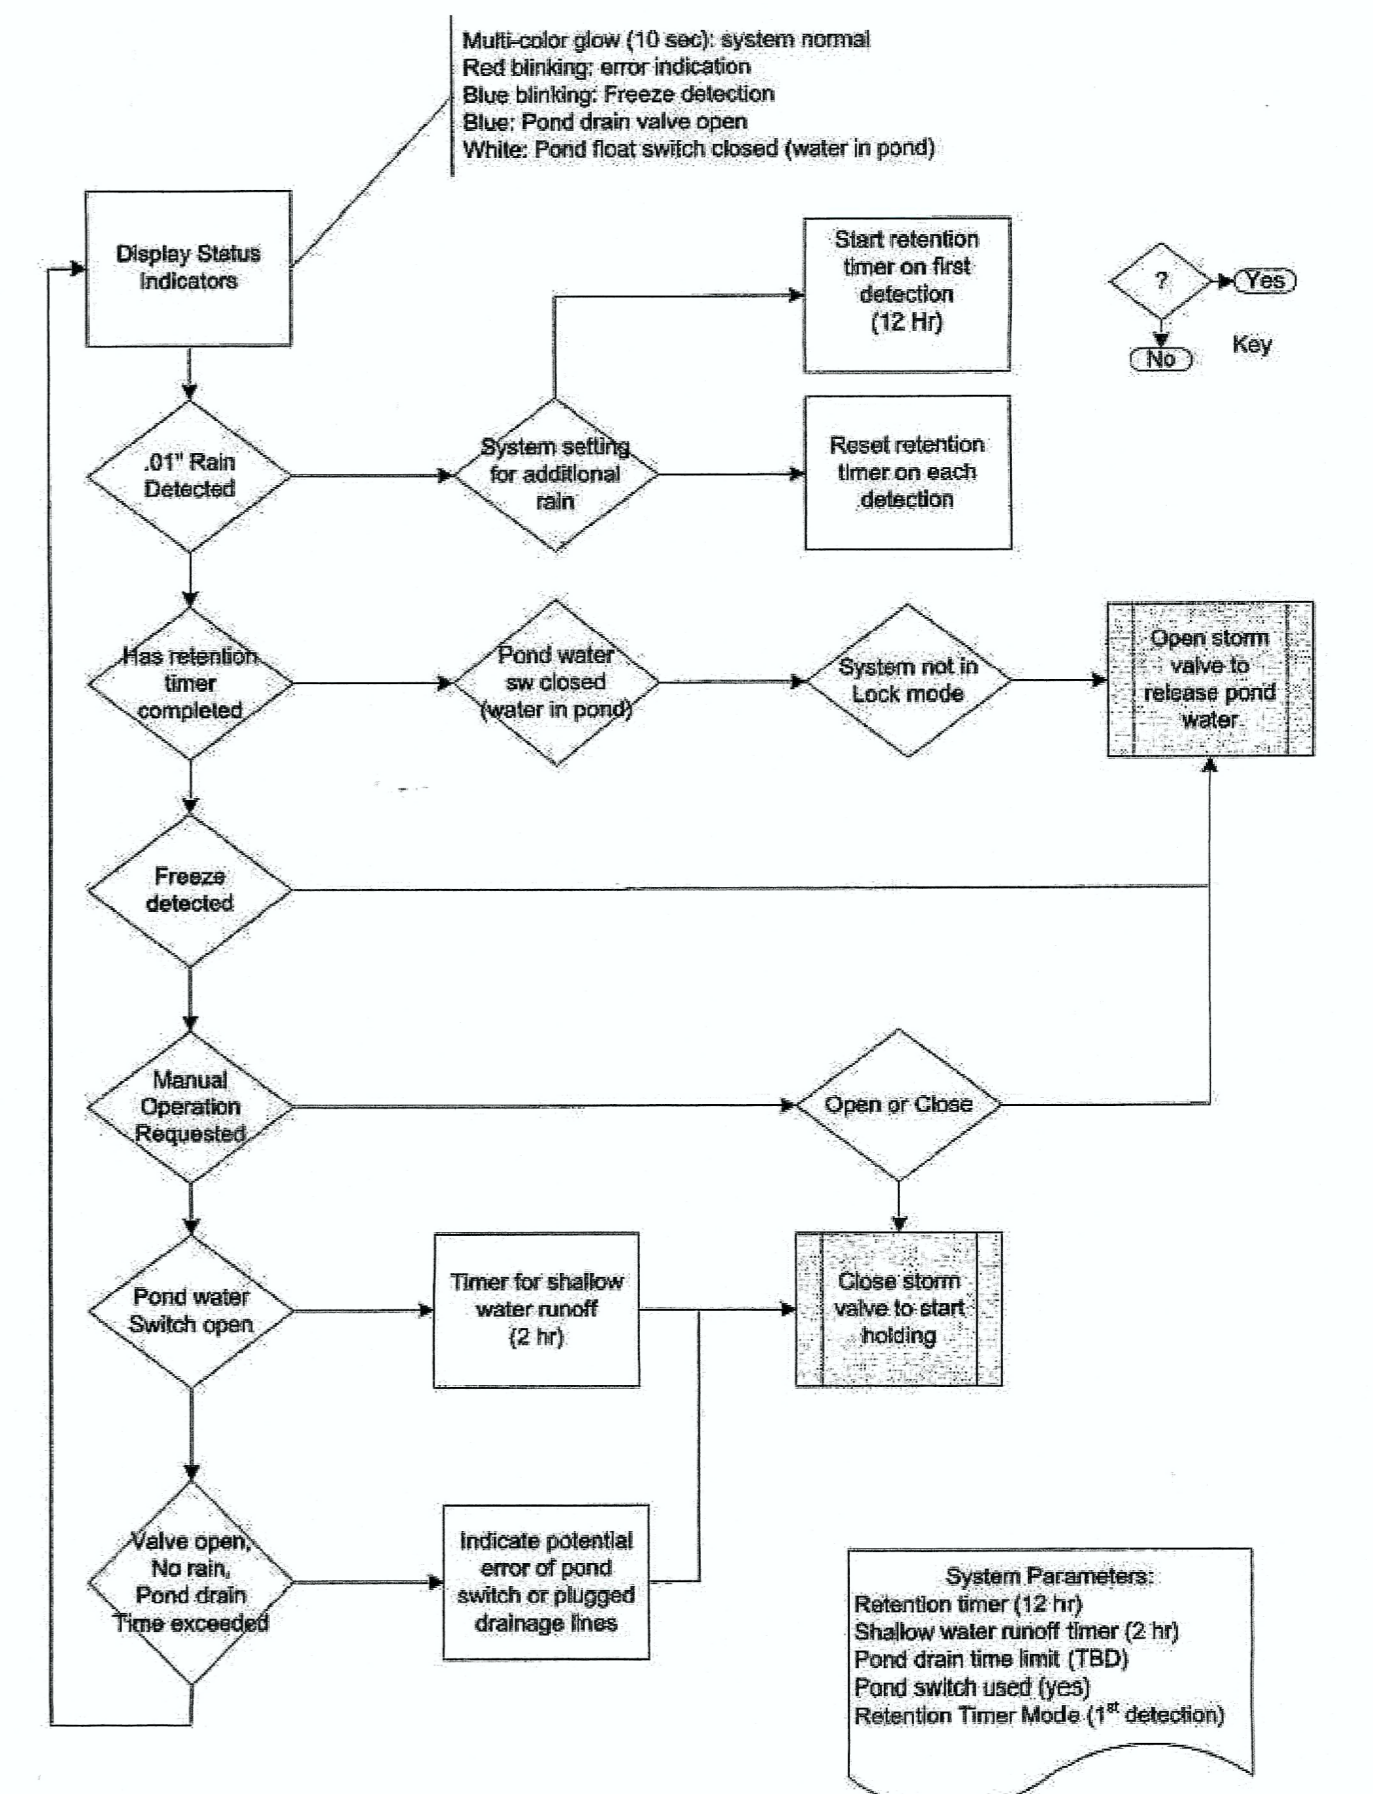 Multi-color glow (10 sec): system normal
Red blinking: error indication
Blue blinking: Freeze detection
Blue: Pond drain valve open
White: Pond float switch closed (water in pond)
Display Status
Indicators
Start retention
timer on first
detection
(12 Hr)
?
Yes
No
Key
.01" Rain
Detected
System setting
for additional
rain
Reset retention
timer on each
detection
Has retention
timer
completed
Pond water
sw closed
(water in pond)
System not in
Lock mode
Open storm
valve to
release pond
water
Freeze
detected
Manual
Operation
Requested
Open or Close
Pond water
Switch open
Timer for shallow
water runoff
(2 hr)
Close storm
valve to start
holding
Valve open,
No rain,
Pond drain
Time exceeded
Indicate potential
error of pond
switch or plugged
drainage lines
System Parameters:
Retention timer (12 hr)
Shallow water runoff timer (2 hr)
Pond drain time limit (TBD)
Pond switch used (yes)
Retention Timer Mode (1st detection)